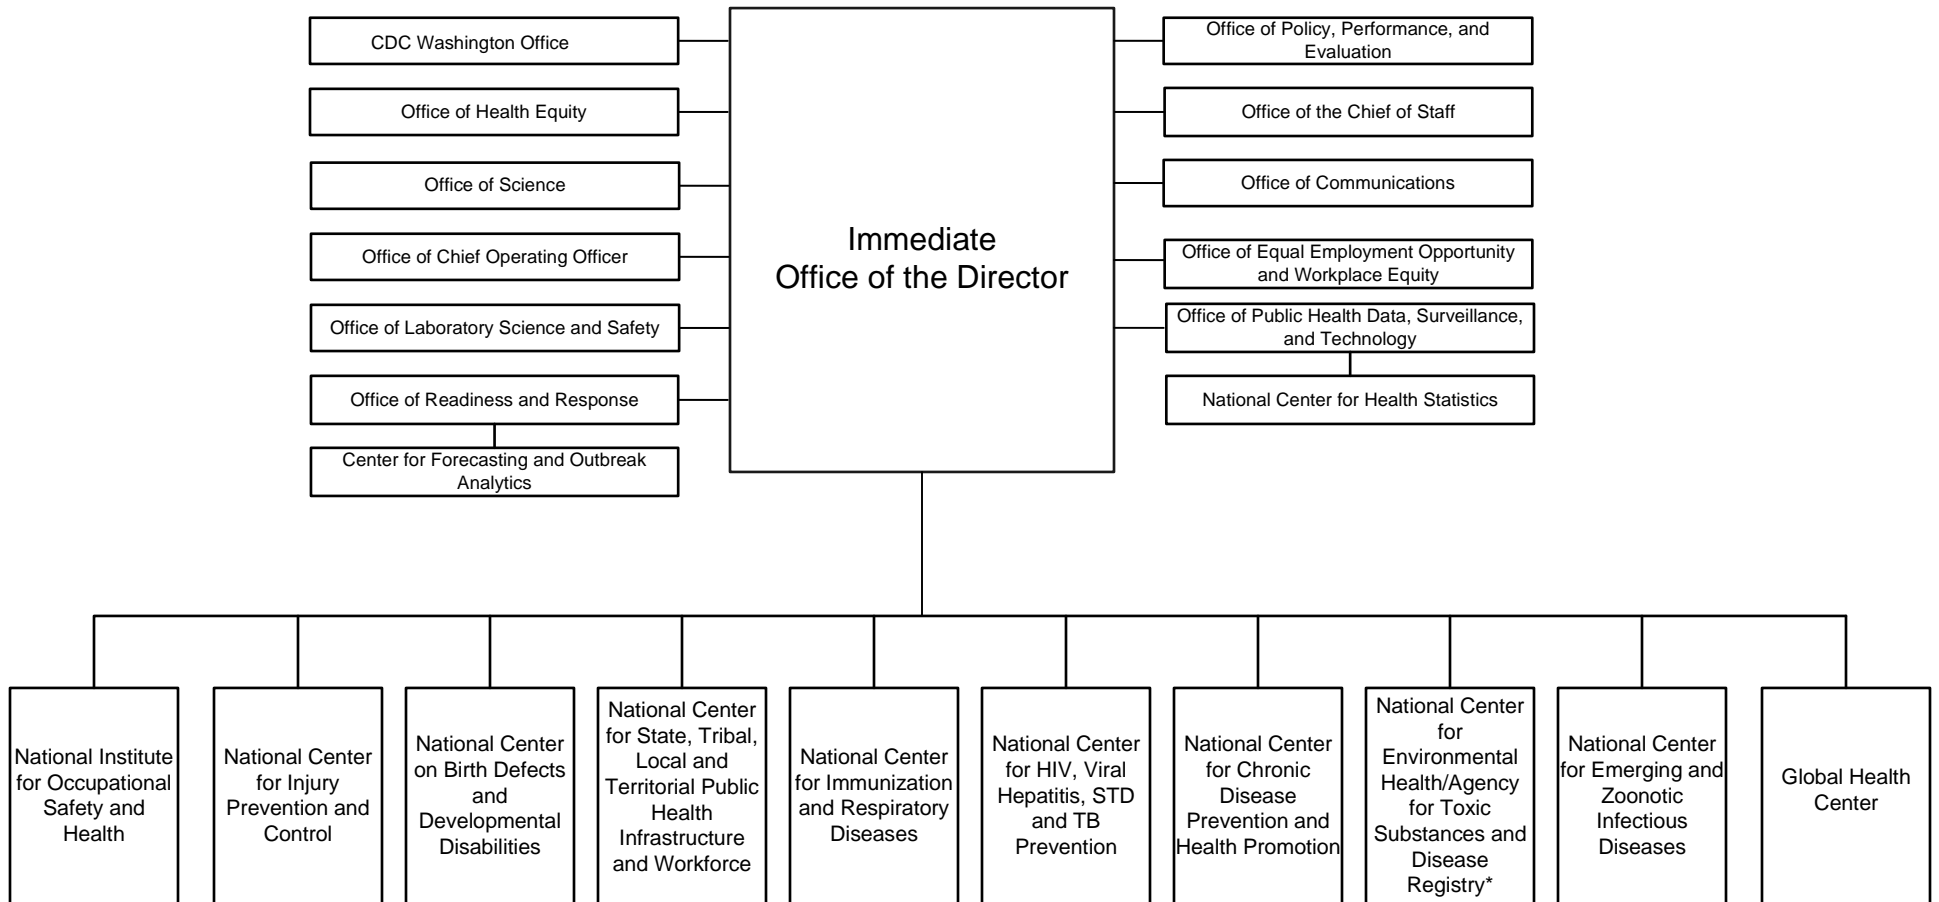 CDC Washington Office
Office of Health Equity
Office of Science
Office of Chief Operating Officer
Office of Laboratory Science and Safety
Office of Readiness and Response
Center for Forecasting and Outbreak
Analytics
Immediate
Office of the Director
Office of Policy, Performance, and
Evaluation
Office of the Chief of Staff
Office of Communications
Office of Equal Employment Opportunity
and Workplace Equity
Office of Public Health Data, Surveillance,
and Technology
National Center for Health Statistics
National Institute
for Occupational
Safety and
Health
National Center
for Injury
Prevention and
Control
National Center
on Birth Defects
and
Developmental
Disabilities
National Center
for State, Tribal,
Local and
Territorial Public
Health
Infrastructure
and Workforce
National Center
for Immunization
and Respiratory
Diseases
National Center
for HIV, Viral
Hepatitis, STD
and TB
Prevention
National Center
for Chronic
Disease
Prevention and
Health Promotion
National Center
for
Environmental
Health/Agency
for Toxic
Substances and
Disease
Registry*
National Center
for Emerging and
Zoonotic
Infectious
Diseases
Global Health
Center